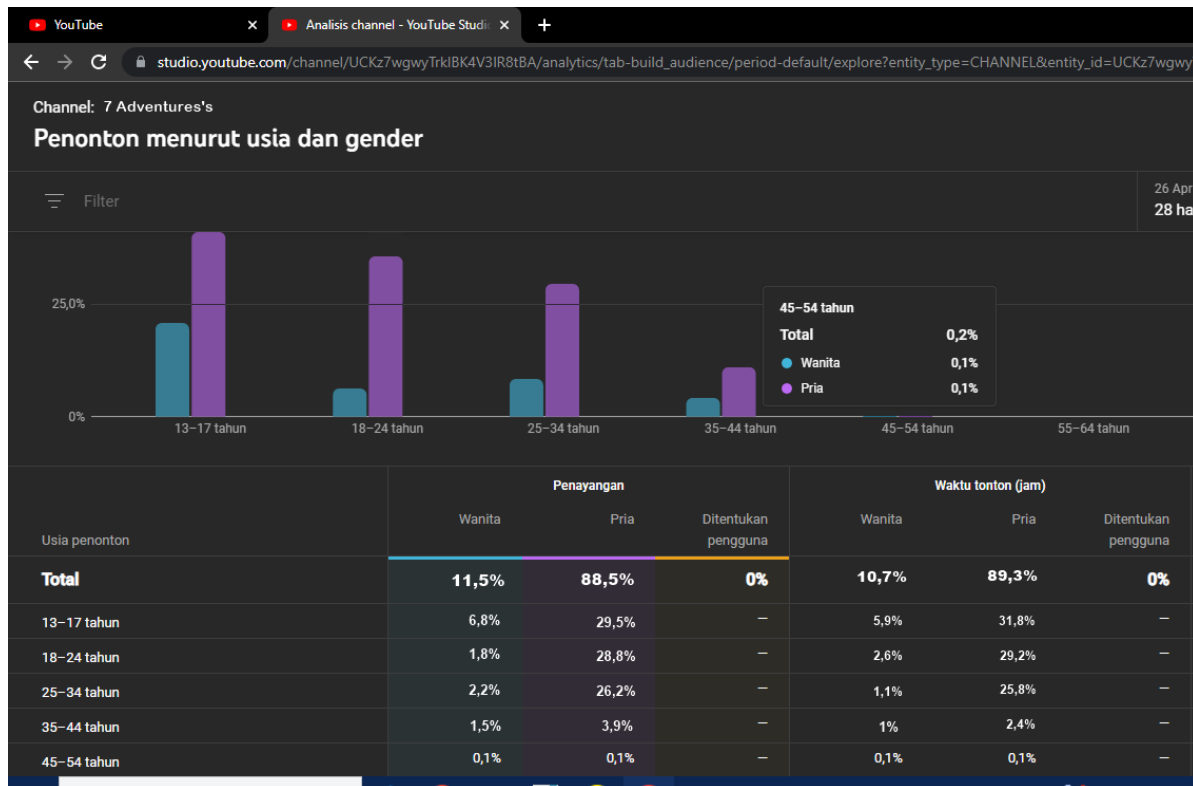 YouTube
Analisis channel - YouTube Studio
studio.youtube.com/channel/UCKz7wgwyTrklBK4V3IR8tBA/analytics/tab-build_audience/period-default/explore?entity_type=CHANNEL&entity_id=UCKz7wgwy
Channel: 7 Adventures's
Penonton menurut usia dan gender
Filter
26 Apr
28 ha
25,0%
0%
45–54 tahun
Total 0,2%
Wanita 0,1%
Pria 0,1%
13–17 tahun 18–24 tahun 25–34 tahun 35–44 tahun 45–54 tahun 55–64 tahun
Penayangan Waktu tonton (jam)
Usia penonton Wanita Pria Ditentukan pengguna Wanita Pria Ditentukan pengguna
Total 11,5% 88,5% 0% 10,7% 89,3% 0%
13–17 tahun 6,8% 29,5% — 5,9% 31,8% —
18–24 tahun 1,8% 28,8% — 2,6% 29,2% —
25–34 tahun 2,2% 26,2% — 1,1% 25,8% —
35–44 tahun 1,5% 3,9% — 1% 2,4% —
45–54 tahun 0,1% 0,1% — 0,1% 0,1% —